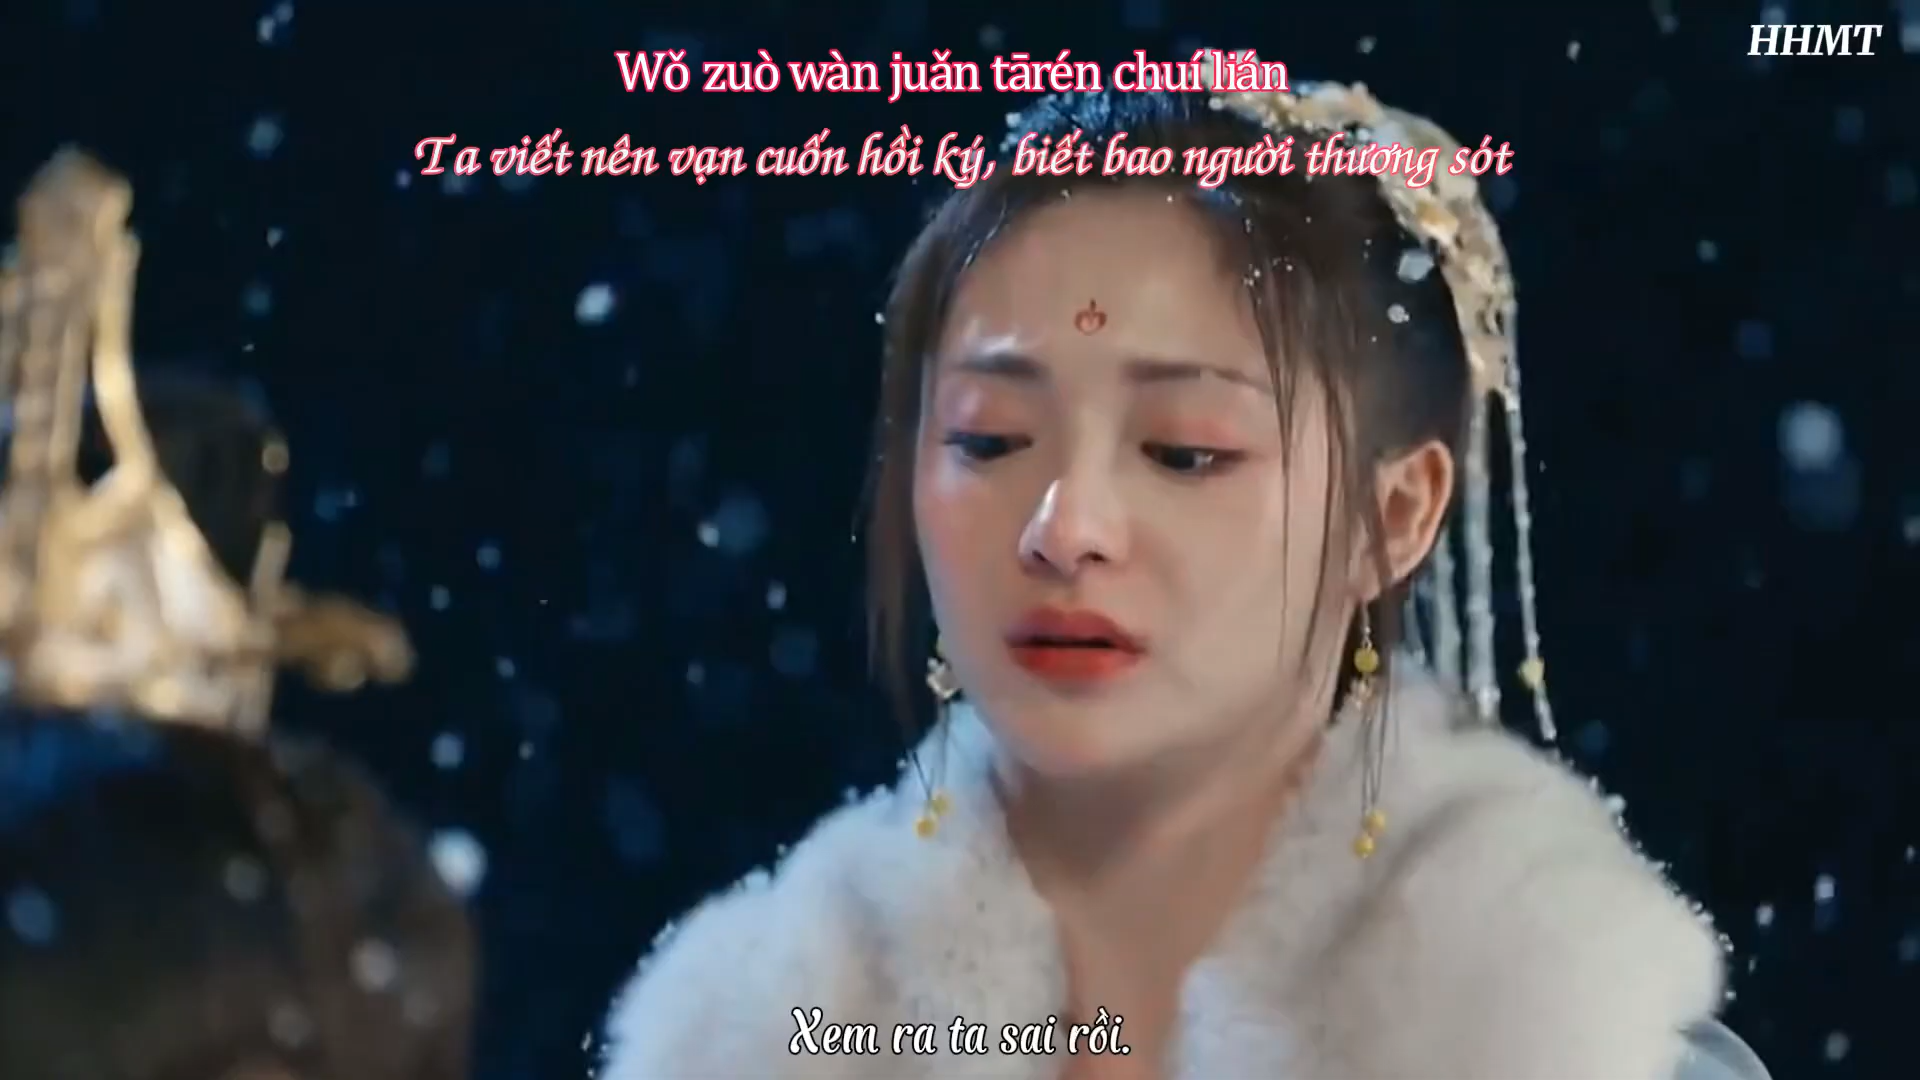 HHMT
Wǒ zuò wàn juǎn tārén chuí lián
Ta viết nên vạn cuốn hồi ký, biết bao người thương sót
Xem ra ta sai rồi.